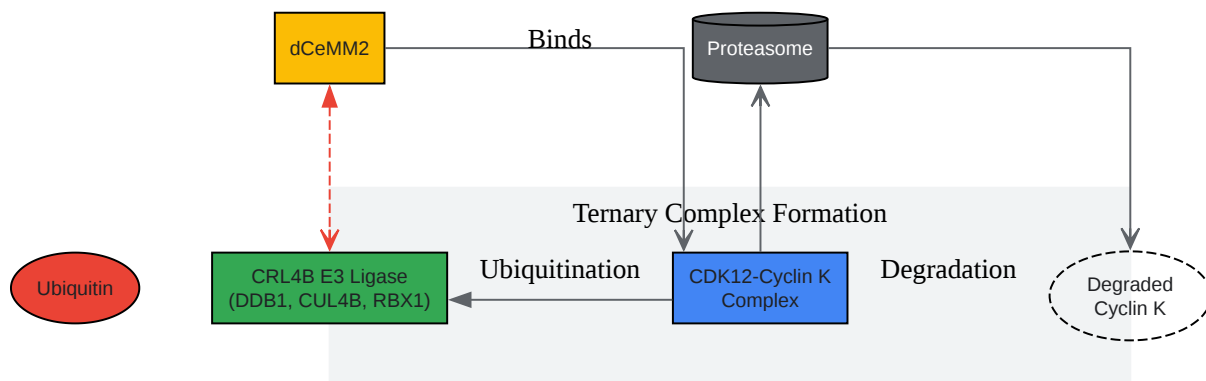 dCeMM2
Binds
Proteasome
Ternary Complex Formation
Ubiquitin
CRL4B E3 Ligase
(DDB1, CUL4B, RBX1)
Ubiquitination
CDK12-Cyclin K
Complex
Degradation
Degraded
Cyclin K